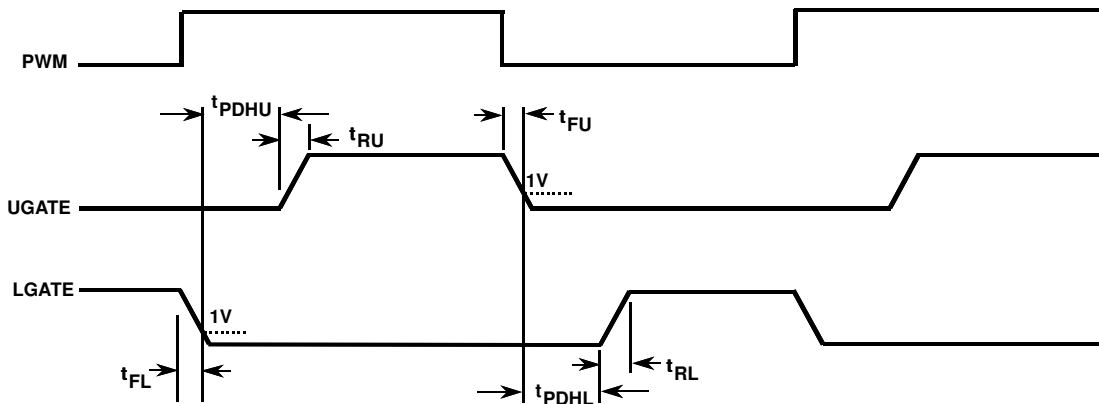 PWM
tPDHU
tRU
tFU
1V
UGATE
LGATE
1V
tFL
tRL
tPDHL